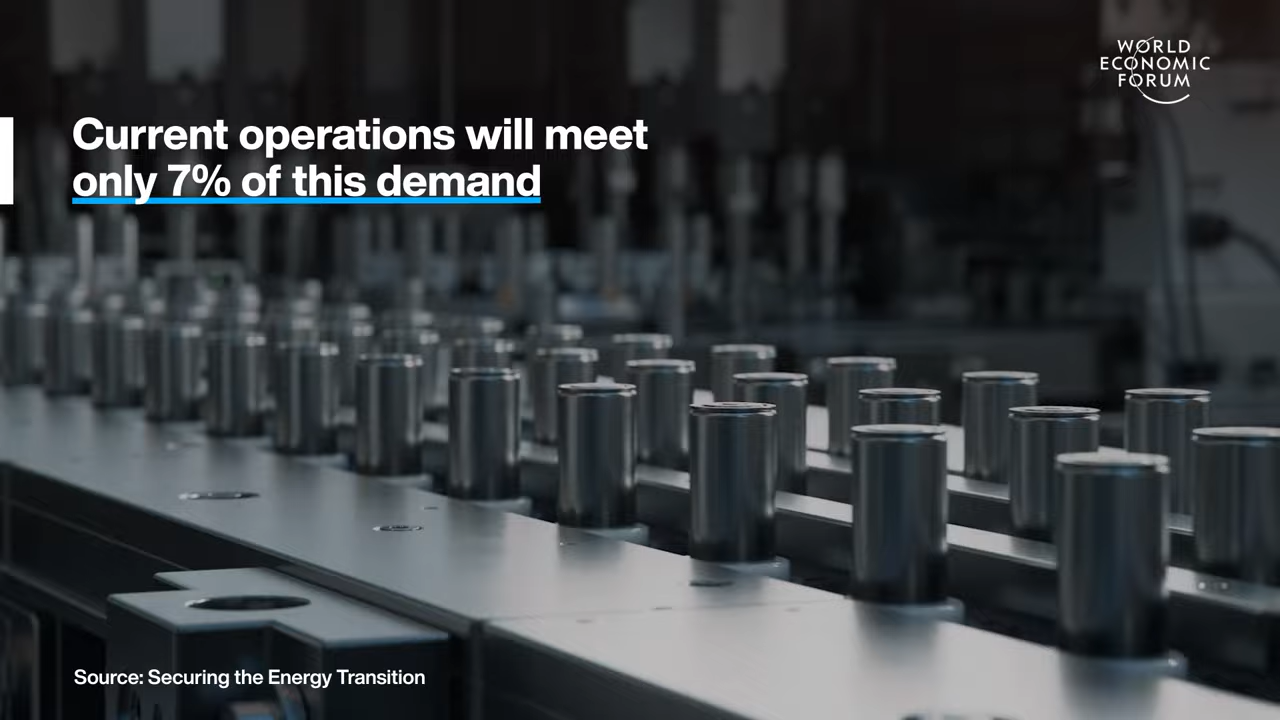 WORLD
ECONOMIC
FORUM
Current operations will meet
only 7% of this demand
Source: Securing the Energy Transition